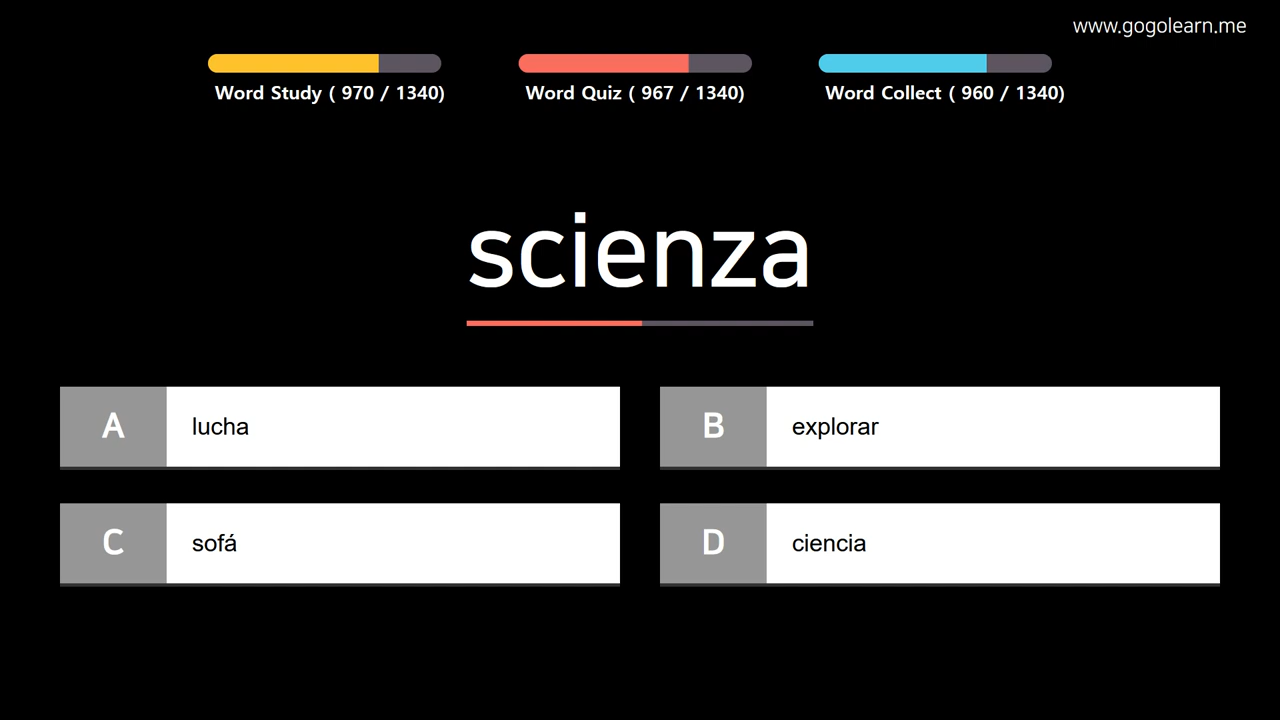 www.gogolearn.me
Word Study ( 970 / 1340)
Word Quiz ( 967 / 1340)
Word Collect ( 960 / 1340)
scienza
A lucha
B explorar
C sofá
D ciencia